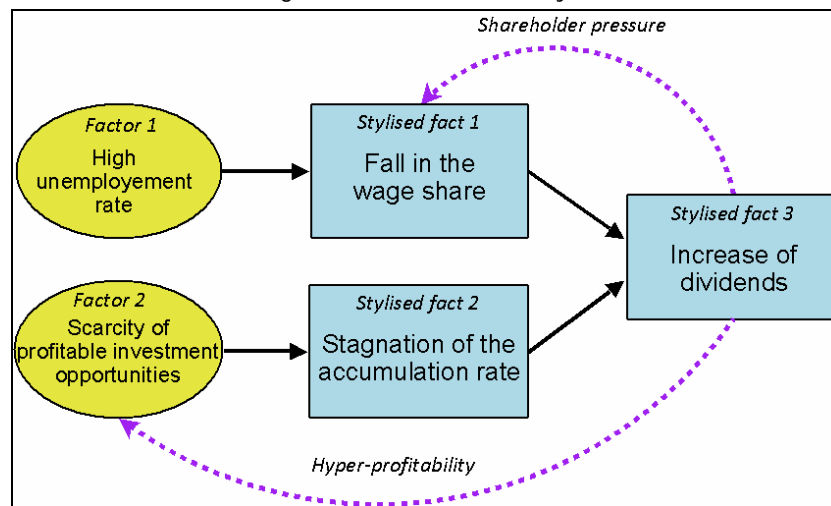 Shareholder pressure
Factor 1
High
unemployement
rate
Stylised fact 1
Fall in the
wage share
Stylised fact 3
Increase of
dividends
Factor 2
Scarcity of
profitable investment
opportunities
Stylised fact 2
Stagnation of the
accumulation rate
Hyper-profitability